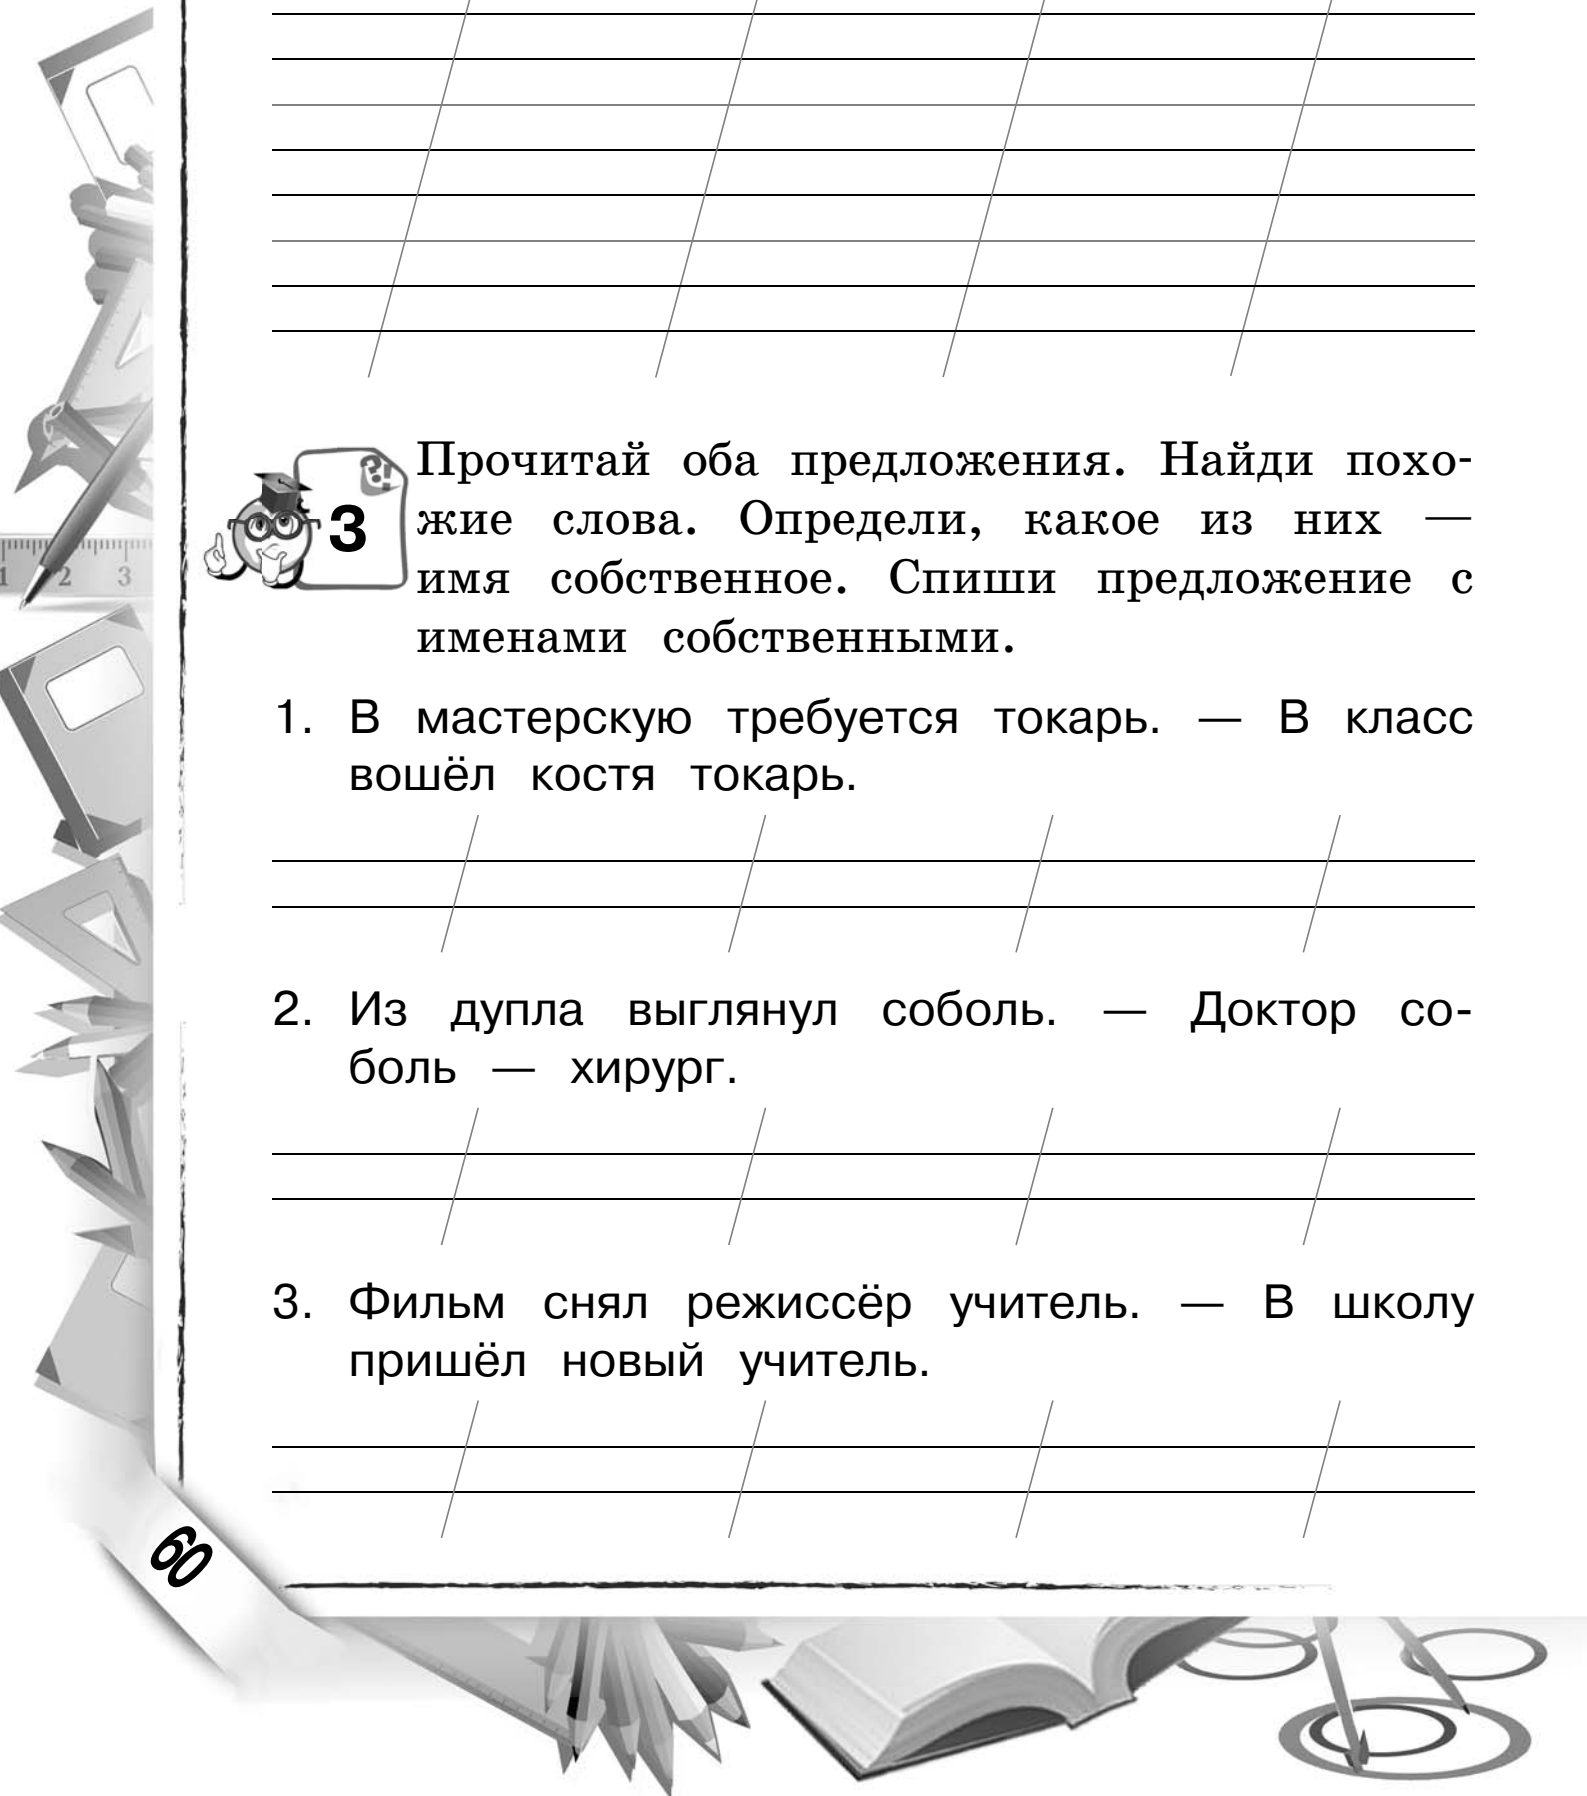 3
Прочитай оба предложения. Найди похо-
жие слова. Определи, какое из них —
имя собственное. Спиши предложение с
именами собственными.
1. В мастерскую требуется токарь. — В класс
вошёл костя токарь.
2. Из дупла выглянул соболь. — Доктор со-
боль — хирург.
3. Фильм снял режиссёр учитель. — В школу
пришёл новый учитель.
1 2 3
?!
60